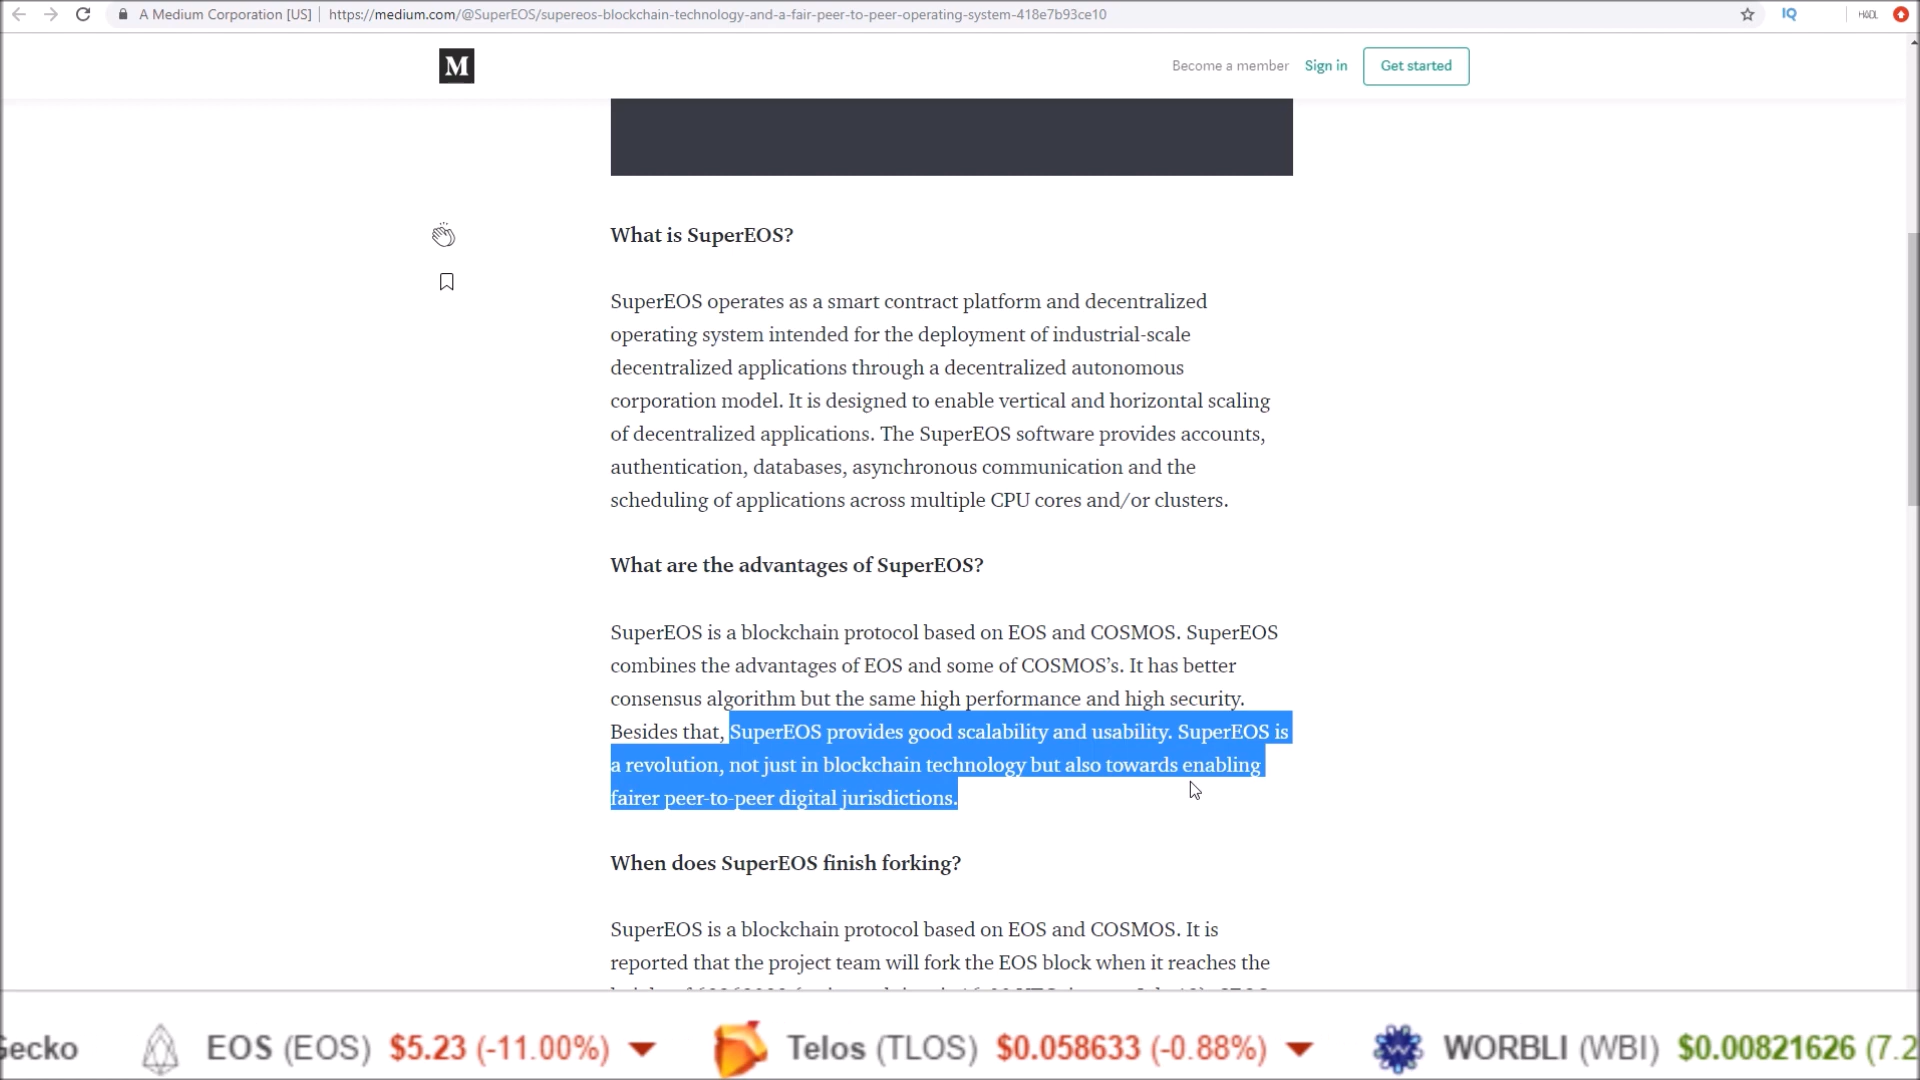 A Medium Corporation [US] | https://medium.com/@SuperEOS/supereos-blockchain-technology-and-a-fair-peer-to-peer-operating-system-418e7b93ce10
IQ
M
Become a member Sign in Get started
What is SuperEOS?
SuperEOS operates as a smart contract platform and decentralized
operating system intended for the deployment of industrial-scale
decentralized applications through a decentralized autonomous
corporation model. It is designed to enable vertical and horizontal scaling
of decentralized applications. The SuperEOS software provides accounts,
authentication, databases, asynchronous communication and the
scheduling of applications across multiple CPU cores and/or clusters.
What are the advantages of SuperEOS?
SuperEOS is a blockchain protocol based on EOS and COSMOS. SuperEOS
combines the advantages of EOS and some of COSMOS’s. It has better
consensus algorithm but the same high performance and high security.
Besides that, SuperEOS provides good scalability and usability. SuperEOS is
a revolution, not just in blockchain technology but also towards enabling
fairer peer-to-peer digital jurisdictions.
When does SuperEOS finish forking?
SuperEOS is a blockchain protocol based on EOS and COSMOS. It is
reported that the project team will fork the EOS block when it reaches the
Gecko EOS (EOS) $5.23 (-11.00%) Telos (TLOS) $0.058633 (-0.88%) WORBLI (WBI) $0.00821626 (7.2